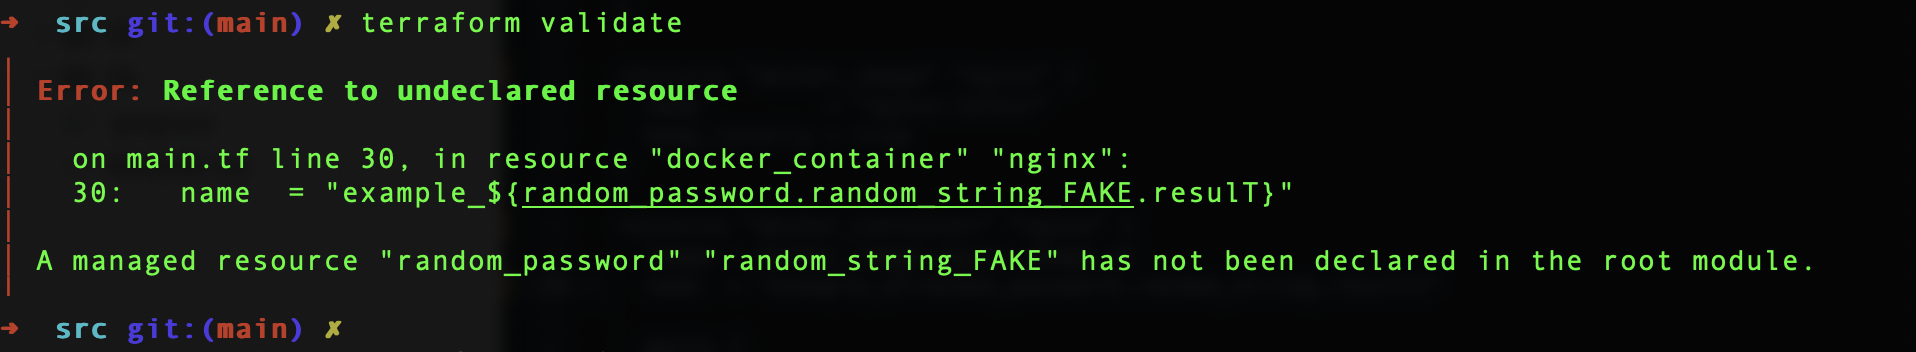 ➜  src git:(main) ✗ terraform validate
Error: Reference to undeclared resource
on main.tf line 30, in resource "docker_container" "nginx":
30:   name  = "example_${random_password.random_string_FAKE.resulT}"
A managed resource "random_password" "random_string_FAKE" has not been declared in the root module.
➜  src git:(main) ✗